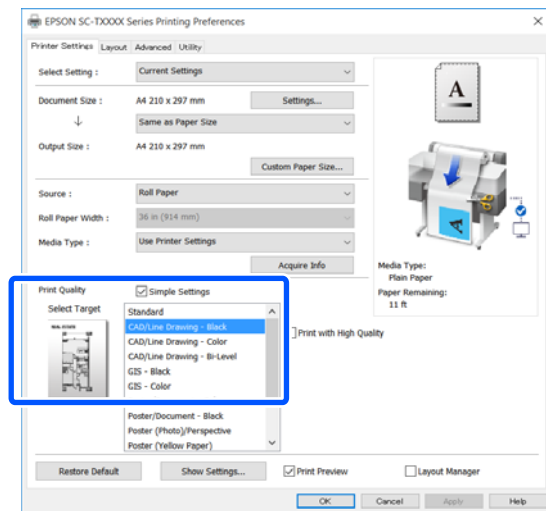 EPSON SC-TXXXX Series Printing Preferences
Printer Settings Layout Advanced Utility
Select Setting : Current Settings
Document Size : A4 210 x 297 mm Settings...
Same as Paper Size
Output Size : A4 210 x 297 mm
Custom Paper Size...
Source : Roll Paper
Roll Paper Width : 36 in (914 mm)
Media Type : Use Printer Settings
Acquire Info
A
A
Media Type:
Plain Paper
Paper Remaining:
11 ft
Print Quality Simple Settings
Select Target
Standard
CAD/Line Drawing - Black
CAD/Line Drawing - Color
CAD/Line Drawing - Bi-Level
GIS - Black
GIS - Color
Poster/Document - Black
Poster (Photo)/Perspective
Poster (Yellow Paper)
Print with High Quality
Restore Default Show Settings... Print Preview Layout Manager
OK Cancel Apply Help